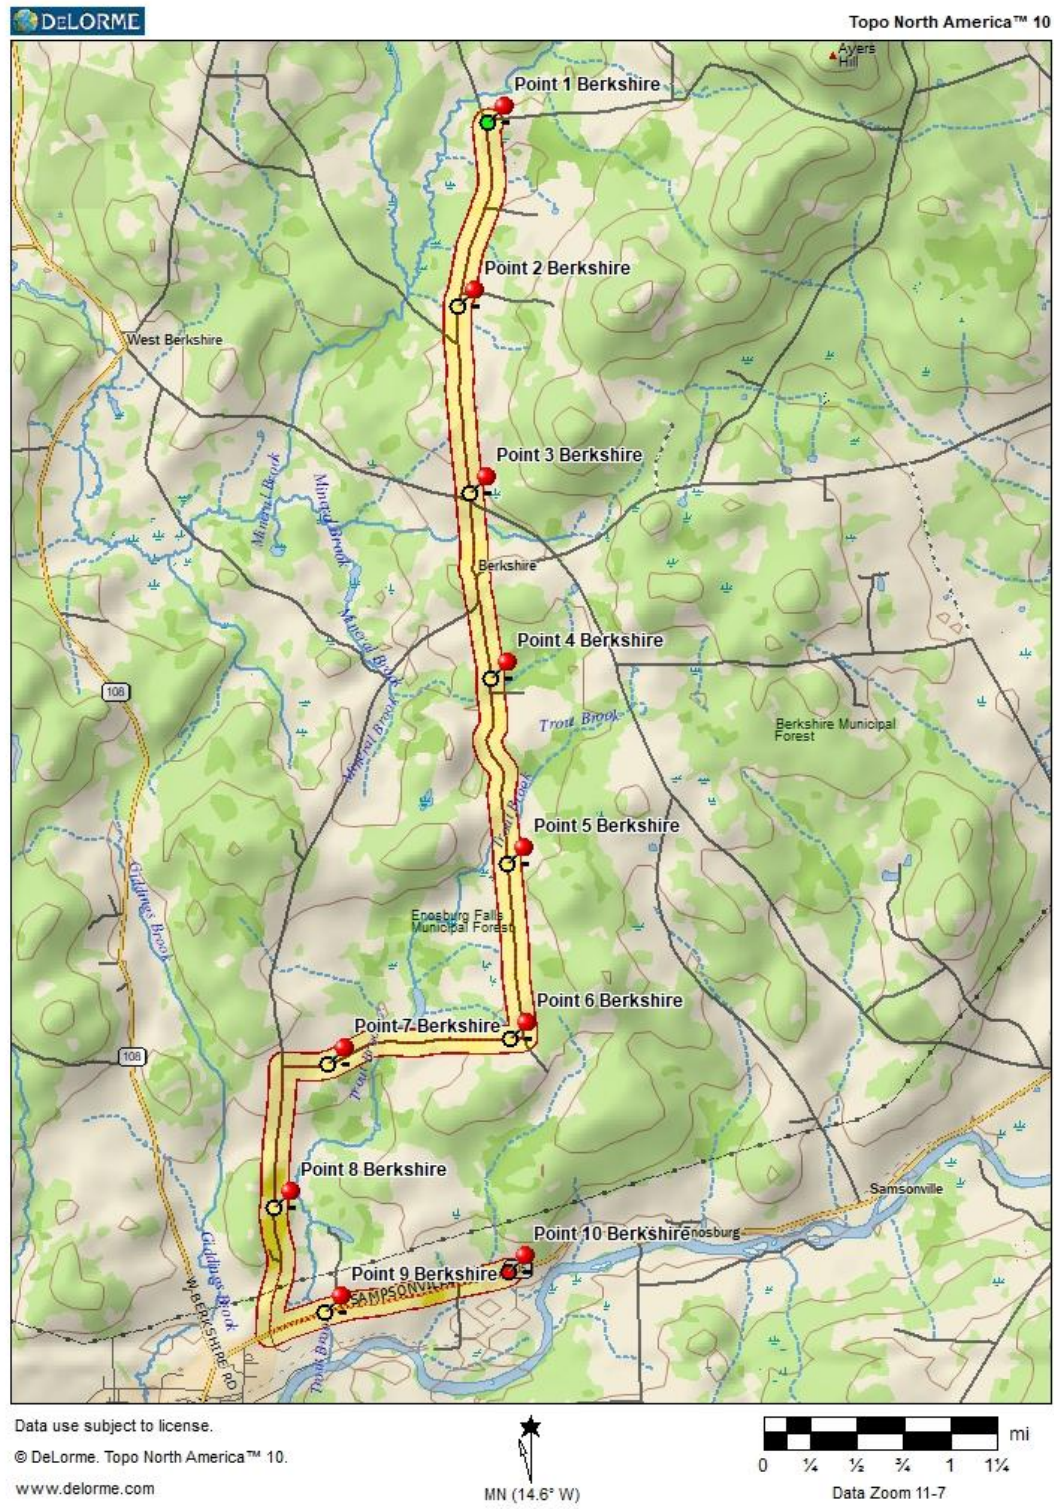 DELORME
Topo North America™ 10
Ayers
Hill
Point 1 Berkshire
Point 2 Berkshire
West Berkshire
Point 3 Berkshire
Mineral Brook
Mineral Brook
Berkshire
Mineral Brook
Point 4 Berkshire
108
Trout Brook
Berkshire Municipal
Forest
Mineral Brook
Trout Brook
Point 5 Berkshire
Giddings Brook
Enosburg Falls
Municipal Forest
Point 6 Berkshire
Point 7 Berkshire
108
Trout
Point 8 Berkshire
Samsonville
Giddings Brook
Point 10 Berkshire
nosburg
Point 9 Berkshire
W BERKSHIRE RD
Trout
Data use subject to license.
© DeLorme. Topo North America™ 10.
www.delorme.com
MN (14.6° W)
mi
0 ¼ ½ ¾ 1 1¼
Data Zoom 11-7